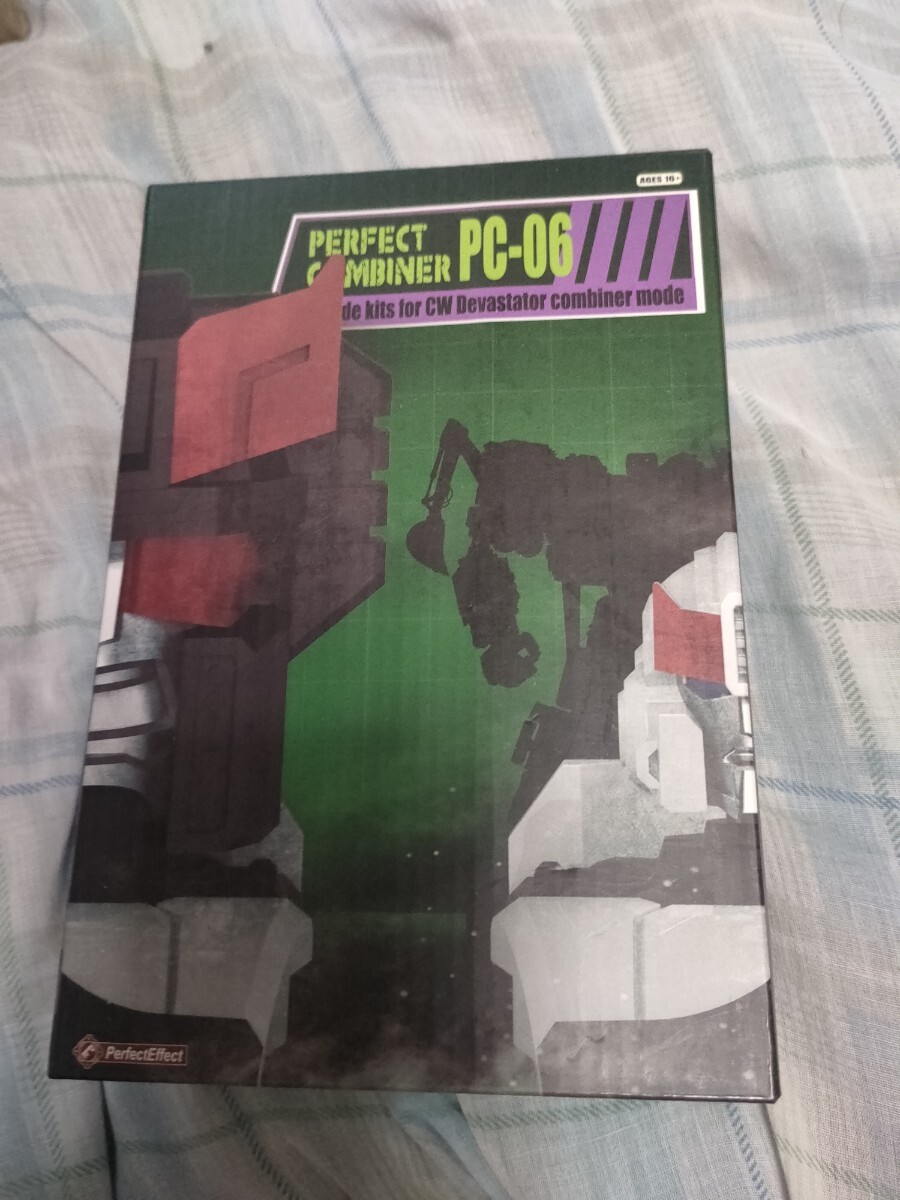 AGES 16+
PERFECT
COMBINER PC-06
de kits for CW Devastator combiner mode
PerfectEffect